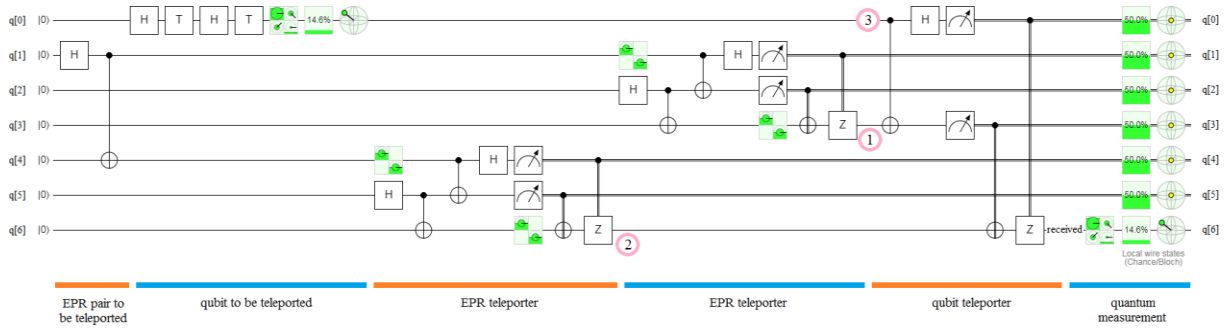 q[0] |0⟩ H T H T 14.6% 3 H 50.0% q[0]
q[1] |0⟩ H H 50.0% q[1]
q[2] |0⟩ H 50.0% q[2]
q[3] |0⟩ Z 1 50.0% q[3]
q[4] |0⟩ H 50.0% q[4]
q[5] |0⟩ H 50.0% q[5]
q[6] |0⟩ Z 2 Z received 14.6% q[6]
Local wire states
(Chance/Bloch)
EPR pair to
be teleported
qubit to be teleported
EPR teleporter
EPR teleporter
qubit teleporter
quantum
measurement